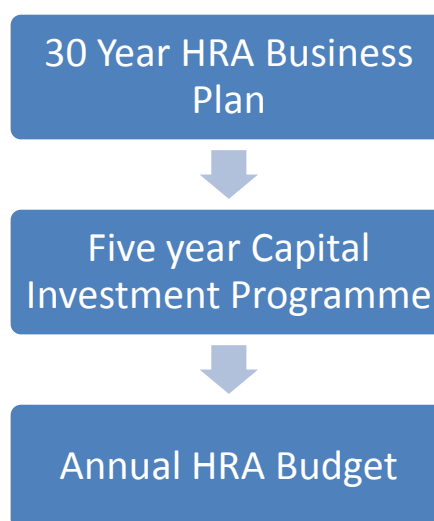 30 Year HRA Business
Plan
Five year Capital
Investment Programme
Annual HRA Budget